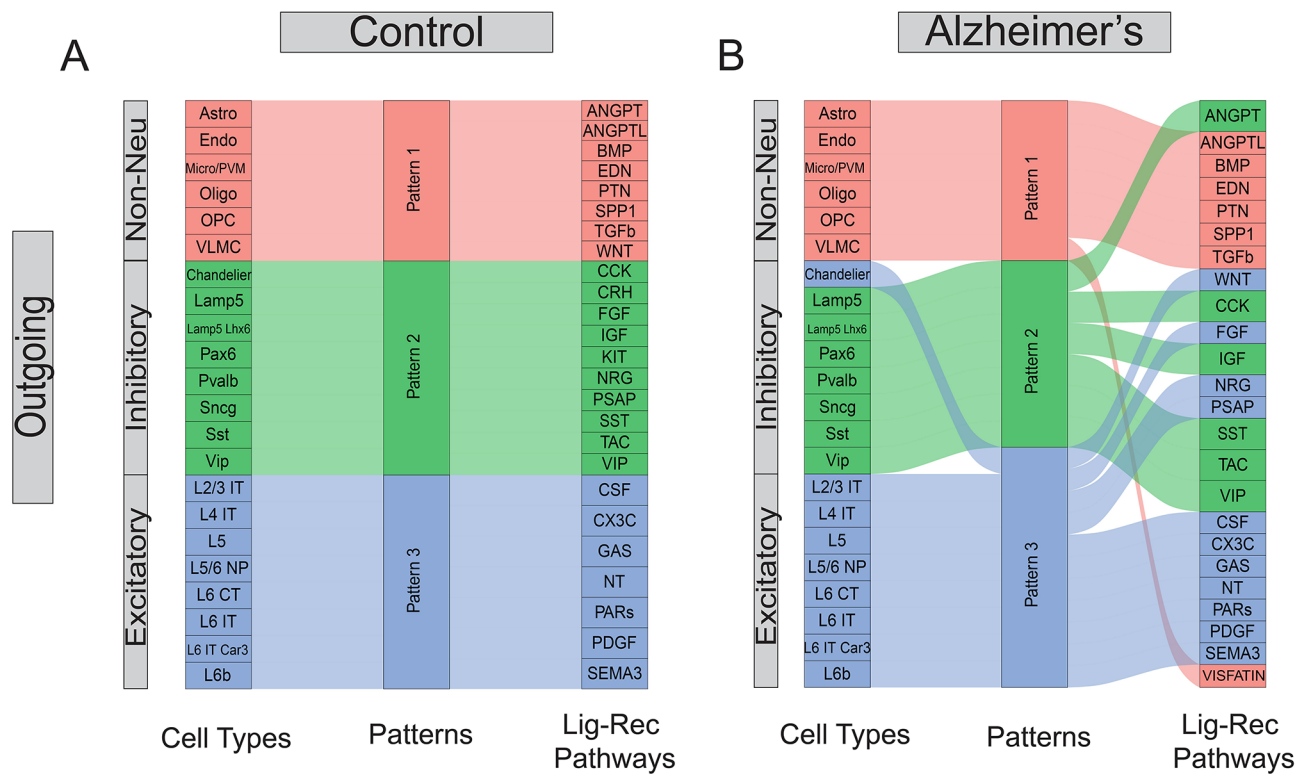 Control
Alzheimer's
A
B
Outgoing
Non-Neu
Inhibitory
Excitatory
Astro
Endo
Micro/PVM
Oligo
OPC
VLMC
Chandelier
Lamp5
Lamp5 Lhx6
Pax6
Pvalb
Sncg
Sst
Vip
L2/3 IT
L4 IT
L5
L5/6 NP
L6 CT
L6 IT
L6 IT Car3
L6b
Pattern 1
Pattern 2
Pattern 3
ANGPT
ANGPTL
BMP
EDN
PTN
SPP1
TGFb
WNT
CCK
CRH
FGF
IGF
KIT
NRG
PSAP
SST
TAC
VIP
CSF
CX3C
GAS
NT
PARs
PDGF
SEMA3
Cell Types
Patterns
Lig-Rec
Pathways
Non-Neu
Inhibitory
Excitatory
Astro
Endo
Micro/PVM
Oligo
OPC
VLMC
Chandelier
Lamp5
Lamp5 Lhx6
Pax6
Pvalb
Sncg
Sst
Vip
L2/3 IT
L4 IT
L5
L5/6 NP
L6 CT
L6 IT
L6 IT Car3
L6b
Pattern 1
Pattern 2
Pattern 3
ANGPT
ANGPTL
BMP
EDN
PTN
SPP1
TGFb
WNT
CCK
FGF
IGF
NRG
PSAP
SST
TAC
VIP
CSF
CX3C
GAS
NT
PARs
PDGF
SEMA3
VISFATIN
Cell Types
Patterns
Lig-Rec
Pathways